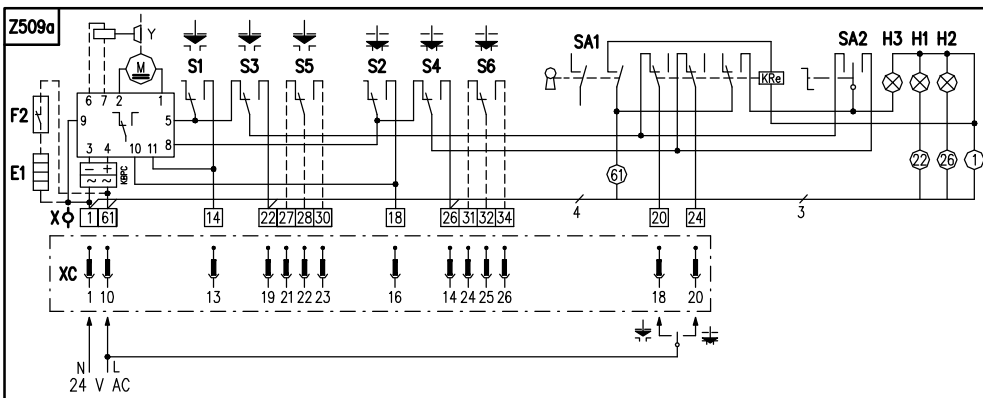 Z509a
Y
M
S1 S3 S5 S2 S4 S6 SA1 SA2 H3 H1 H2
KRe
6 7 2 1
F2
9 5
8
3 4 10 11
E1
– +
~ ~
KBPC
61 22 26 1
X 1 61 14 22 27 28 30 18 26 31 32 34 4 20 24 3
XC
1 10 13 19 21 22 23 16 14 24 25 26 18 20
N L
24 V AC